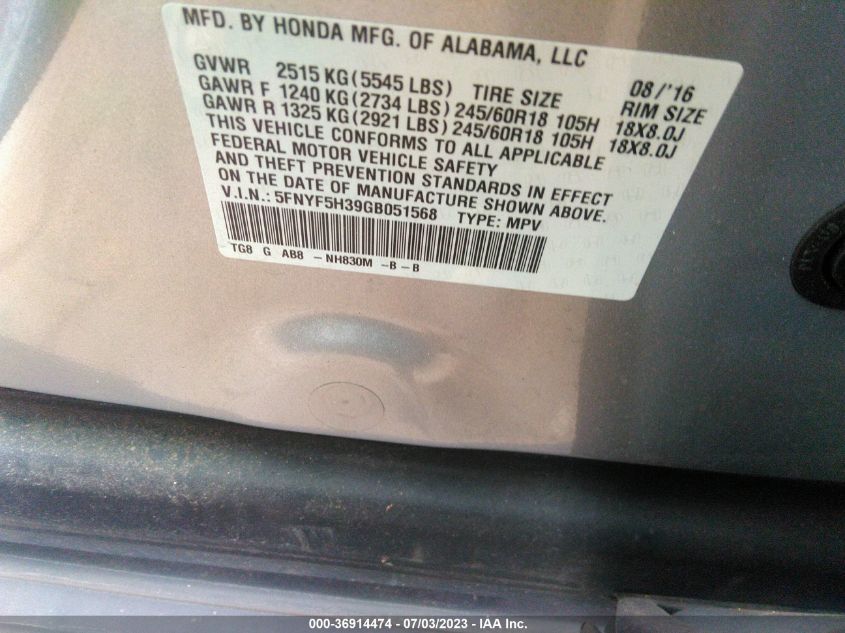 MFD. BY HONDA MFG. OF ALABAMA, LLC
GVWR 2515 KG (5545 LBS) TIRE SIZE 08/'16
GAWR F 1240 KG (2734 LBS) 245/60R18 105H RIM SIZE 18X8.0J
GAWR R 1325 KG (2921 LBS) 245/60R18 105H 18X8.0J
THIS VEHICLE CONFORMS TO ALL APPLICABLE
FEDERAL MOTOR VEHICLE SAFETY
AND THEFT PREVENTION STANDARDS IN EFFECT
ON THE DATE OF MANUFACTURE SHOWN ABOVE.
V.I.N.: 5FNYF5H39GB051568 TYPE: MPV
TG8 G AB8 - NH830M -B-B
000-36914474 / 07/03/2023 - IAA Inc.